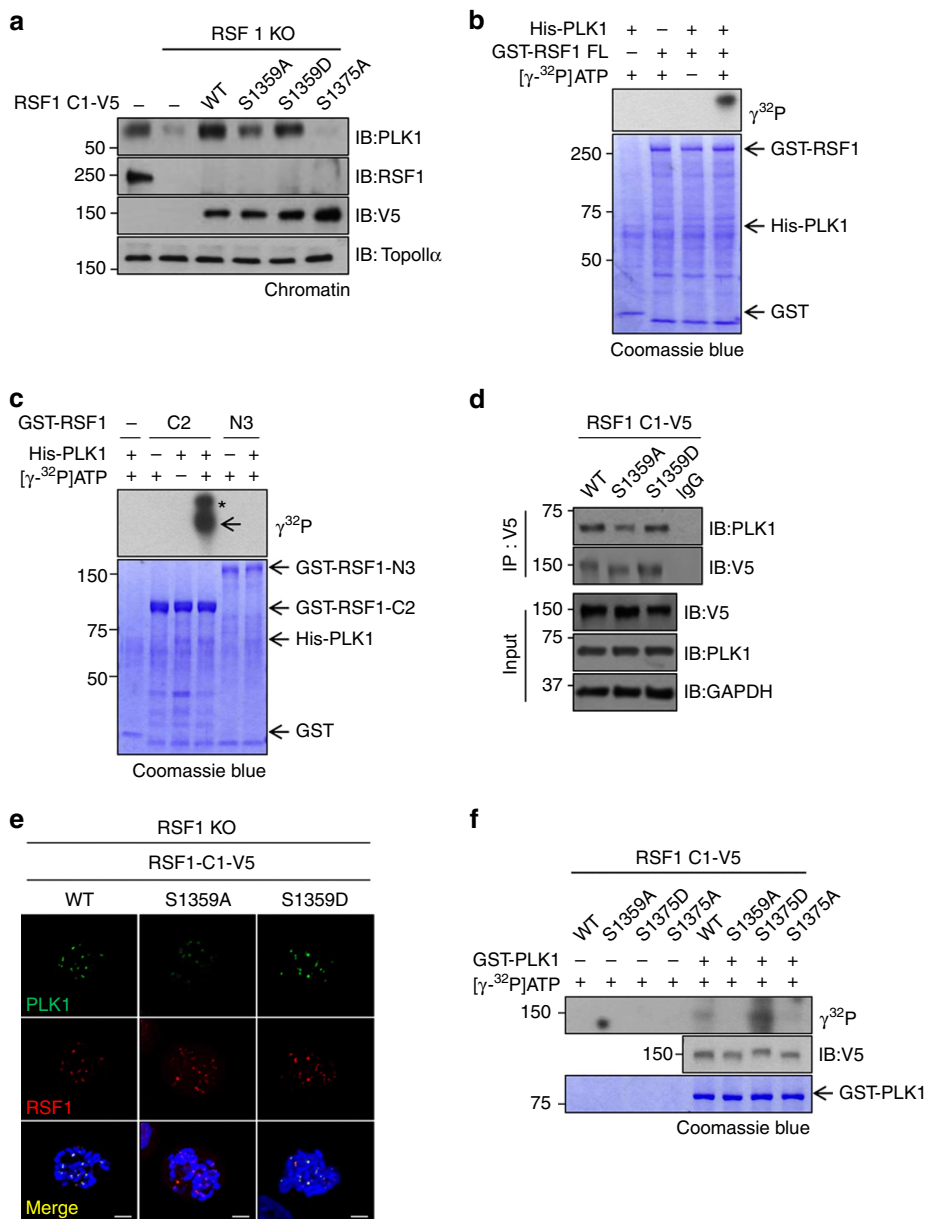 a
RSF 1 KO
RSF1 C1-V5 – – WT S1359A S1359D S1375A
50 IB:PLK1
250 IB:RSF1
150 IB:V5
150 IB: TopoIIα
Chromatin
b
His-PLK1 + – + +
GST-RSF1 FL – + + +
[γ-³²P]ATP + + – +
γ³²P
250 GST-RSF1
His-PLK1
50
GST
Coomassie blue
c
GST-RSF1 – C2 N3
His-PLK1 + – + + – +
[γ-³²P]ATP + + – + + +
*
γ³²P
150 GST-RSF1-N3
GST-RSF1-C2
75
His-PLK1
50
GST
Coomassie blue
d
RSF1 C1-V5
WT S1359A S1359D IgG
IP : V5
75 IB:PLK1
150 IB:V5
Input
150 IB:V5
75 IB:PLK1
37 IB:GAPDH
e
RSF1 KO
RSF1-C1-V5
WT S1359A S1359D
PLK1
RSF1
Merge
f
RSF1 C1-V5
WT S1359A S1375D S1375A WT S1359A S1375D S1375A
GST-PLK1 – – – – + + + +
[γ-³²P]ATP + + + + + + + +
150 γ³²P
150 IB:V5
75 GST-PLK1
Coomassie blue